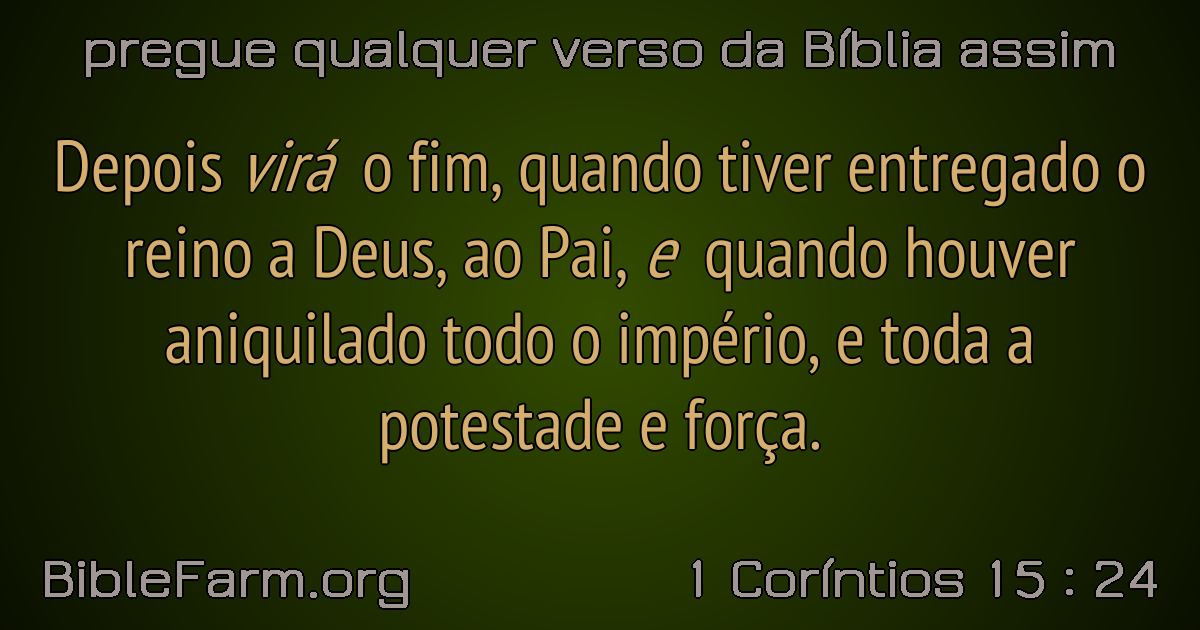 pregue qualquer verso da Bíblia assim
Depois virá o fim, quando tiver entregado o
reino a Deus, ao Pai, e quando houver
aniquilado todo o império, e toda a
potestade e força.
BibleFarm.org
1 Coríntios 15 : 24